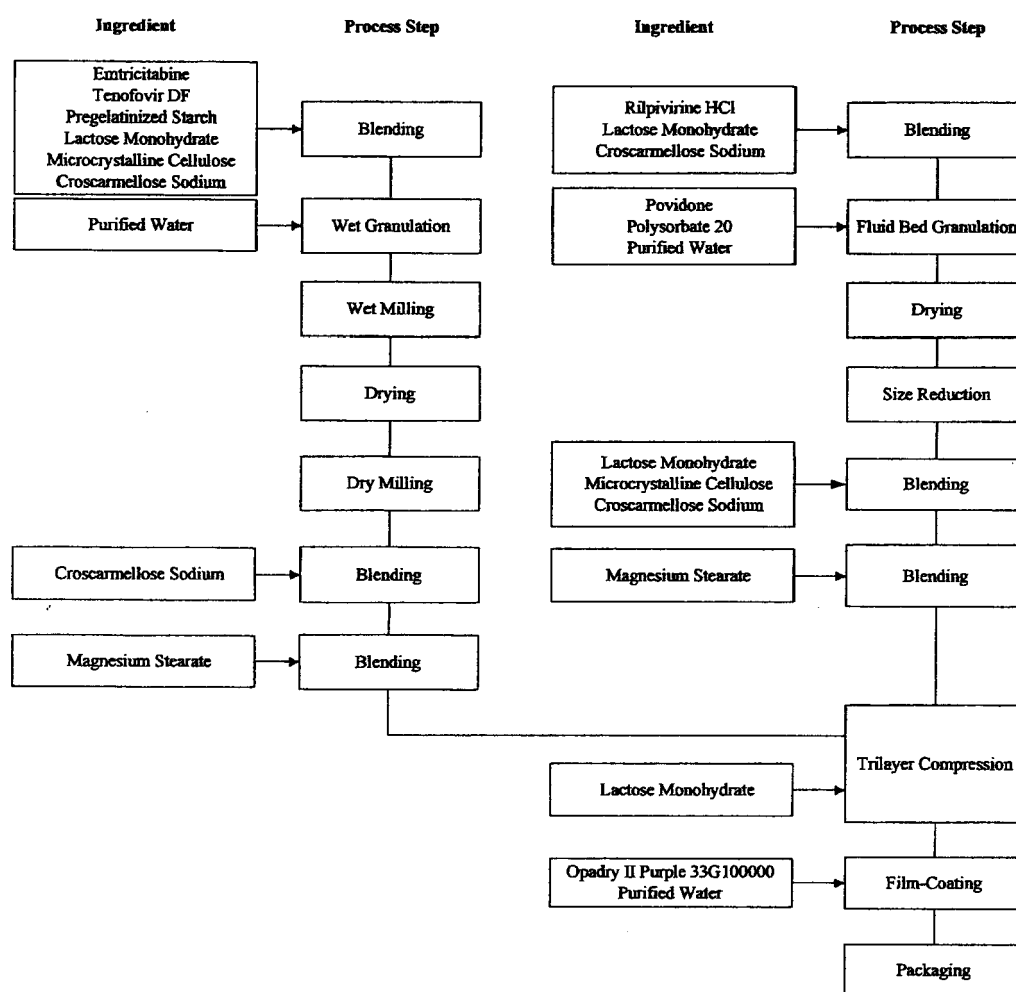 Ingredient
Process Step
Emtricitabine
Tenofovir DF
Pregelatinized Starch
Lactose Monohydrate
Microcrystalline Cellulose
Croscarmellose Sodium
Blending
Purified Water
Wet Granulation
Wet Milling
Drying
Dry Milling
Croscarmellose Sodium
Blending
Magnesium Stearate
Blending
Ingredient
Process Step
Rilpivirine HCl
Lactose Monohydrate
Croscarmellose Sodium
Blending
Povidone
Polysorbate 20
Purified Water
Fluid Bed Granulation
Drying
Size Reduction
Lactose Monohydrate
Microcrystalline Cellulose
Croscarmellose Sodium
Blending
Magnesium Stearate
Blending
Trilayer Compression
Lactose Monohydrate
Opadry II Purple 33G100000
Purified Water
Film-Coating
Packaging